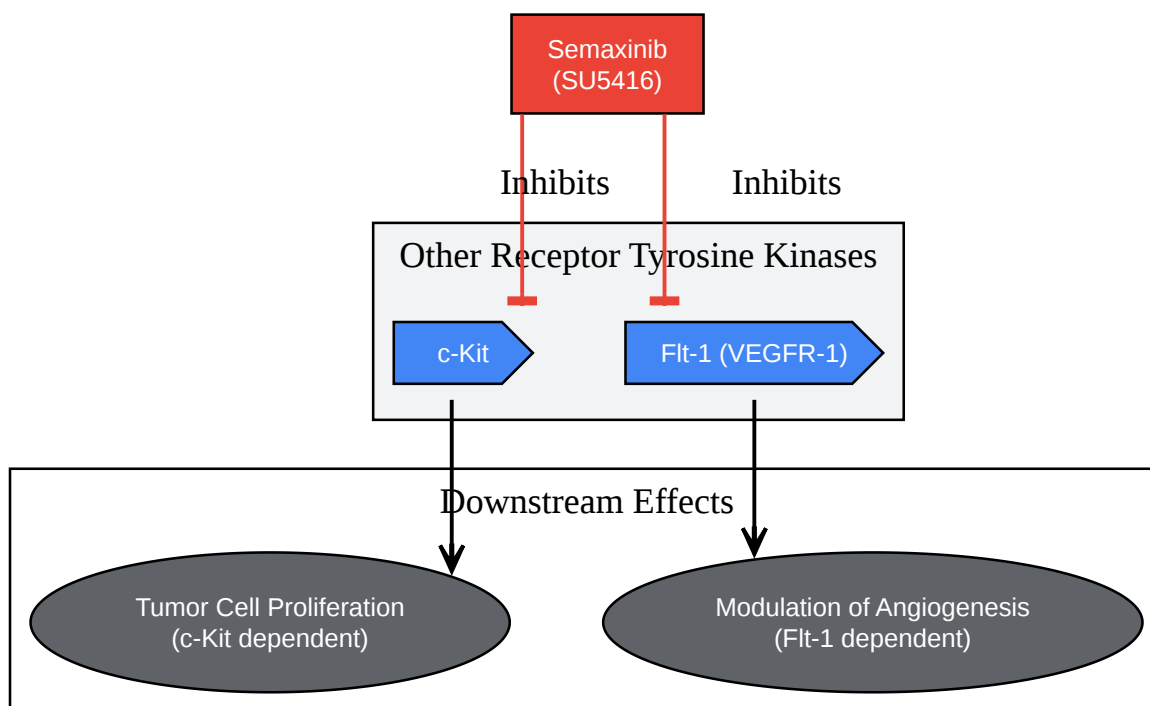 Semaxinib
(SU5416)
Inhibits
Inhibits
Other Receptor Tyrosine Kinases
c-Kit
Flt-1 (VEGFR-1)
Downstream Effects
Tumor Cell Proliferation
(c-Kit dependent)
Modulation of Angiogenesis
(Flt-1 dependent)